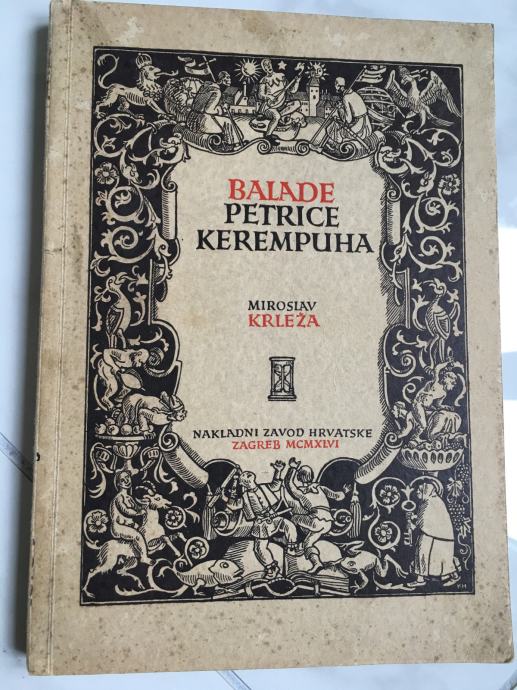 BALADE
PETRICE
KEREMPUHA
MIROSLAV
KRLEŽA
NAKLADNI ZAVOD HRVATSKE
ZAGREB MCMXLVI